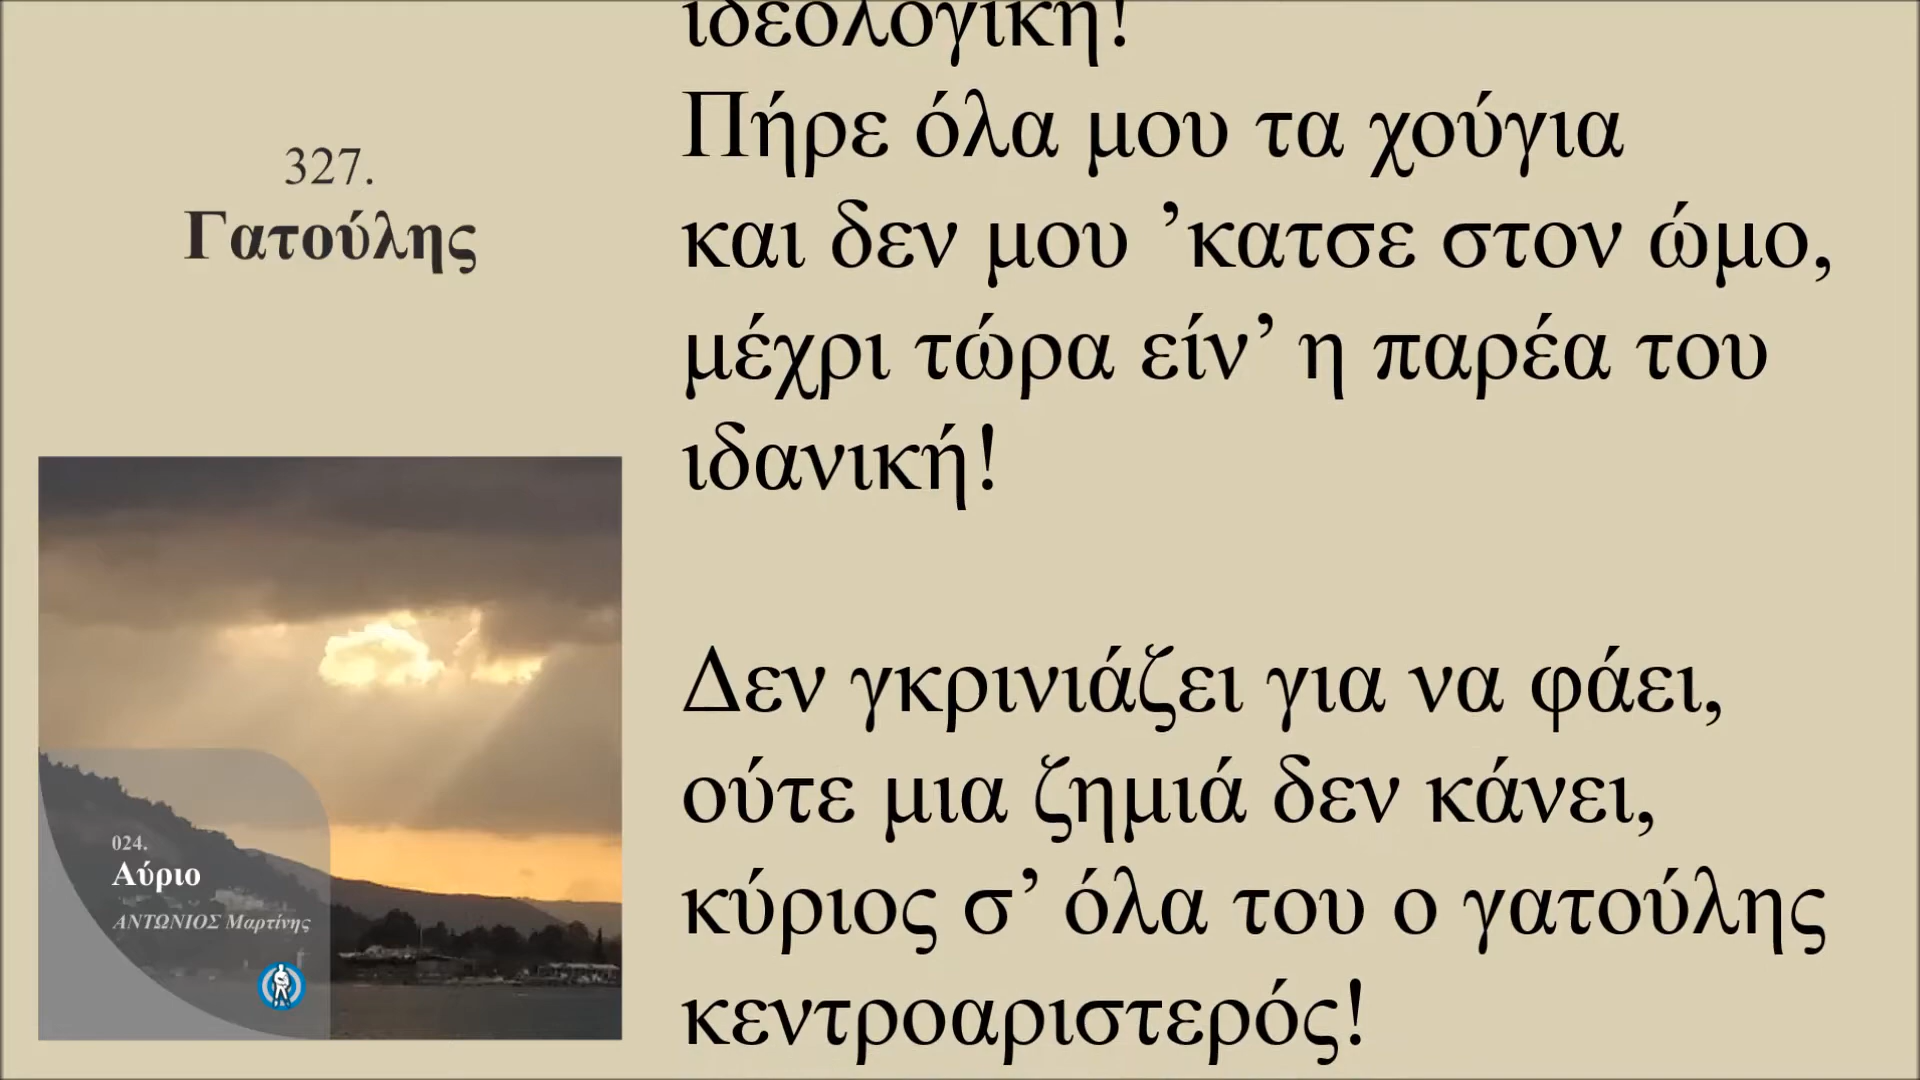 327.
Γατούλης
ιδεολογική!
Πήρε όλα μου τα χούγια
και δεν μου ’κατσε στον ώμο,
μέχρι τώρα είν’ η παρέα του
ιδανική!
Δεν γκρινιάζει για να φάει,
ούτε μια ζημιά δεν κάνει,
κύριος σ’ όλα του ο γατούλης
κεντροαριστερός!
024.
Αύριο
ΑΝΤΩΝΙΟΣ Μαρτίνης